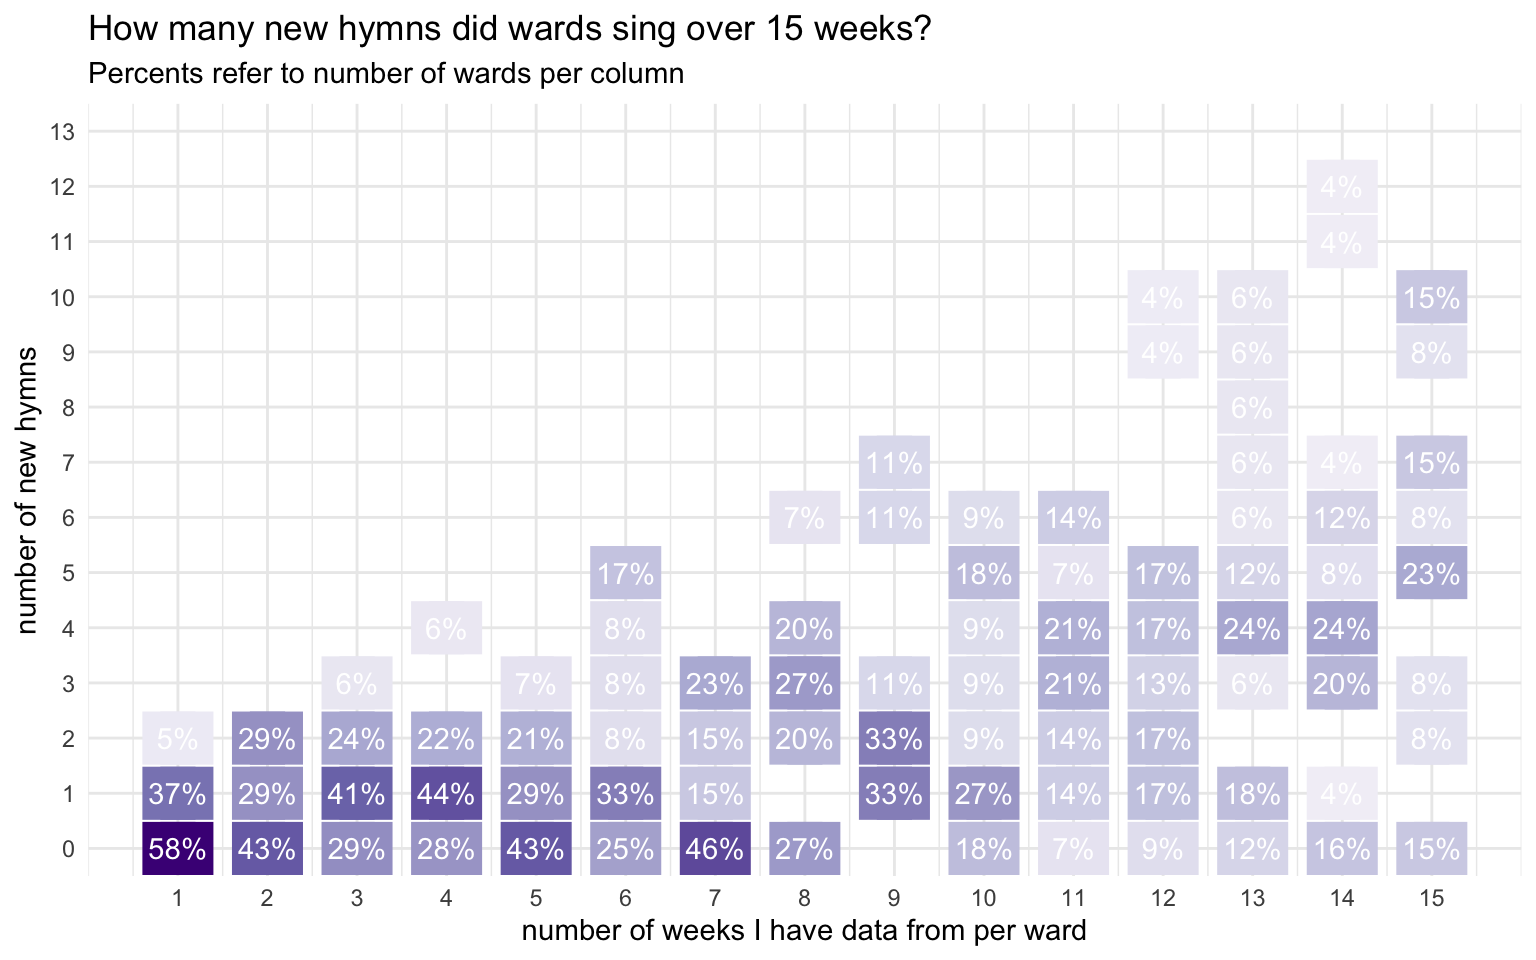 How many new hymns did wards sing over 15 weeks?
Percents refer to number of wards per column
13
12 4%
11 4%
10 4% 6% 15%
9 4% 6% 8%
8 6%
7 11% 6% 4% 15%
6 7% 11% 9% 14% 6% 12% 8%
5 17% 18% 7% 17% 12% 8% 23%
4 6% 8% 20% 9% 21% 17% 24% 24%
3 6% 7% 8% 23% 27% 11% 9% 21% 13% 6% 20% 8%
2 5% 29% 24% 22% 21% 8% 15% 20% 33% 9% 14% 17% 8%
1 37% 29% 41% 44% 29% 33% 15% 33% 27% 14% 17% 18% 4%
0 58% 43% 29% 28% 43% 25% 46% 27% 18% 7% 9% 12% 16% 15%
1 2 3 4 5 6 7 8 9 10 11 12 13 14 15
number of weeks I have data from per ward
number of new hymns